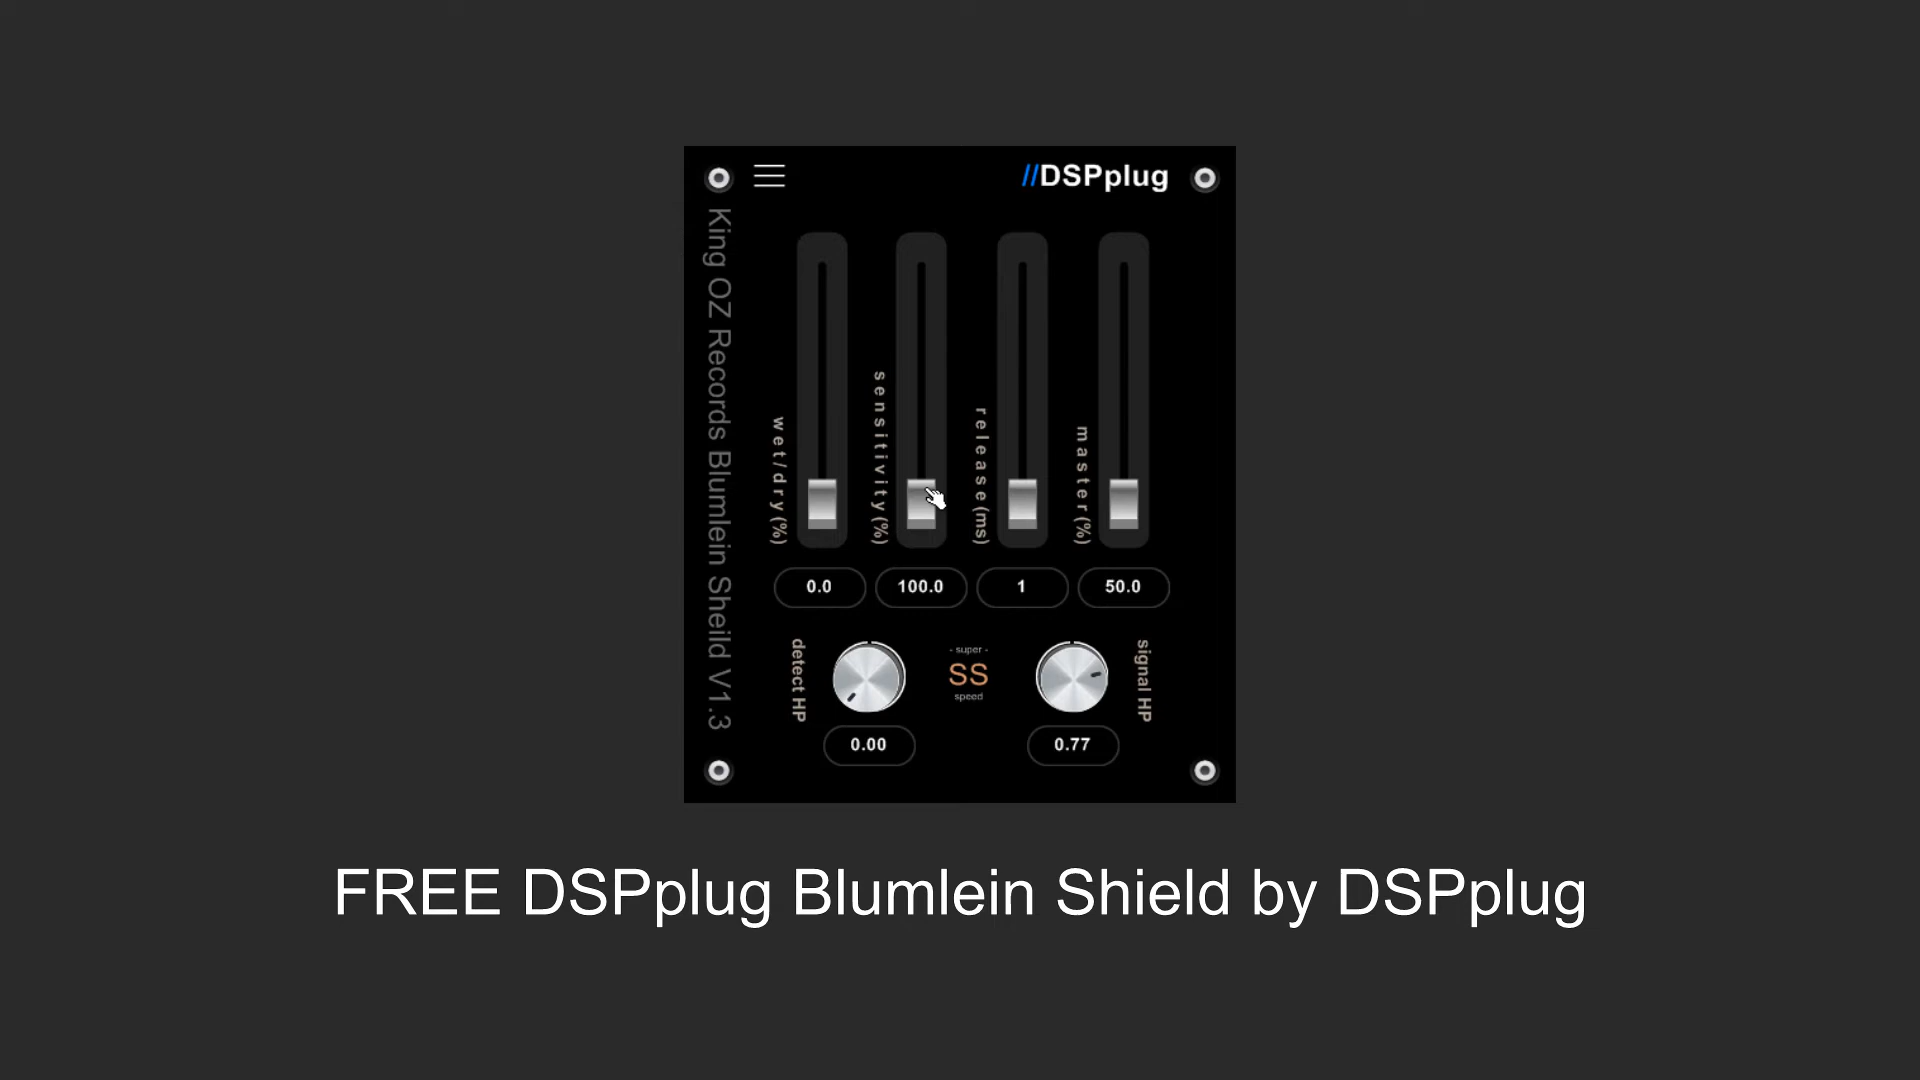 //DSPplug
King OZ Records Blumlein Sheild V1.3
wet/dry(%)
sensitivity(%)
release(ms)
master(%)
0.0
100.0
1
50.0
detect HP
- super -
SS
speed
signal HP
0.00
0.77
FREE DSPplug Blumlein Shield by DSPplug